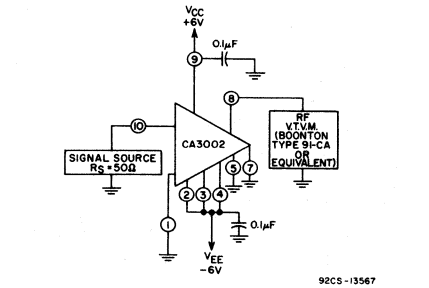 VCC
+6V
0.1µF
9
8
10
CA3002
RF
V.T.V.M.
(BOONTON
TYPE 91-CA
OR
EQUIVALENT)
SIGNAL SOURCE
RS = 50Ω
5
7
2
3
4
1
0.1µF
VEE
-6V
92CS-13567